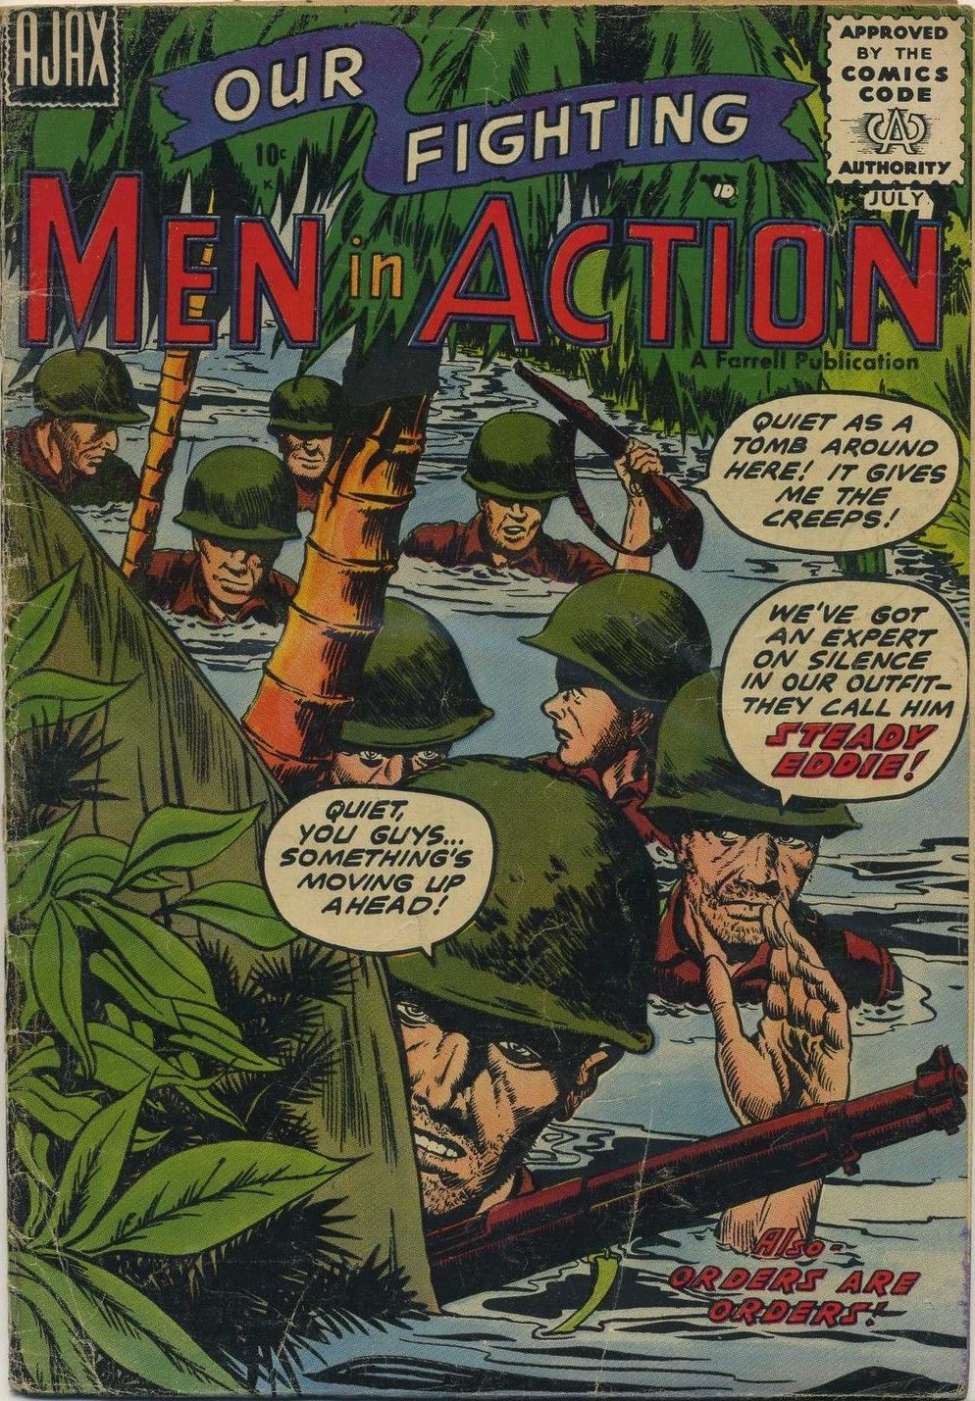 AJAX
OUR
FIGHTING
10¢
K
MEN in ACTION
APPROVED
BY THE
COMICS
CODE
CA
AUTHORITY
JULY
A Farrell Publication
QUIET AS A
TOMB AROUND
HERE! IT GIVES
ME THE
CREEPS!
WE'VE GOT
AN EXPERT
ON SILENCE
IN OUR OUTFIT—
THEY CALL HIM
STEADY
EDDIE!
QUIET,
YOU GUYS...
SOMETHING'S
MOVING UP
AHEAD!
Also-
ORDERS ARE
ORDERS!